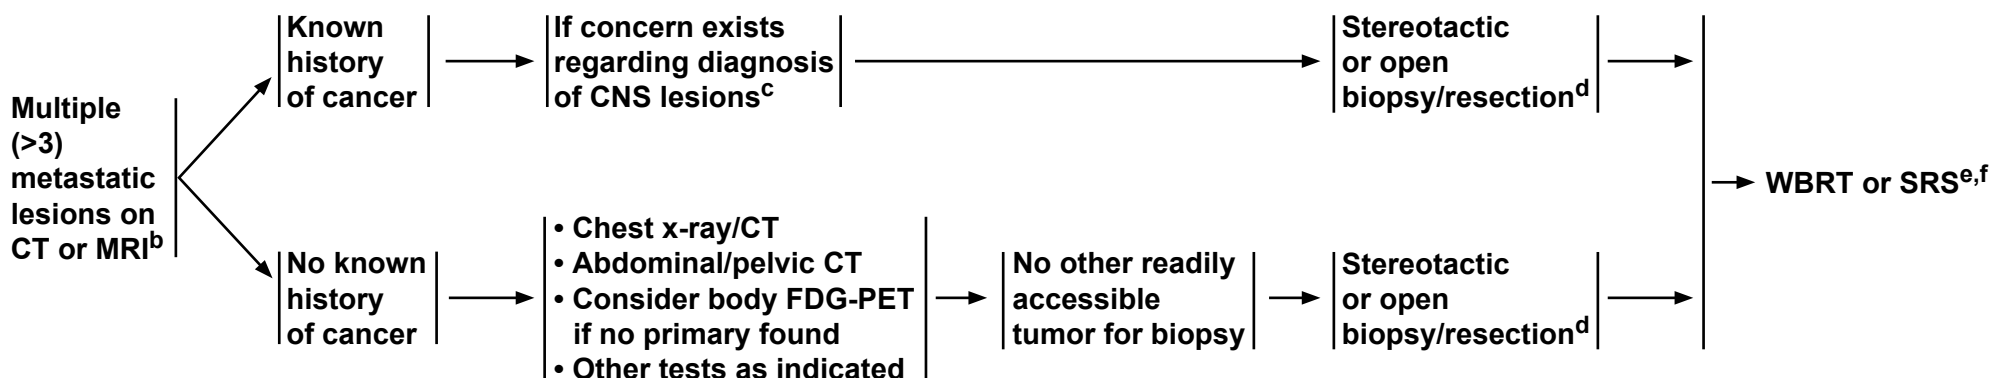 Multiple
(>3)
metastatic
lesions on
CT or MRIb
Known
history
of cancer
If concern exists
regarding diagnosis
of CNS lesionsc
Stereotactic
or open
biopsy/resectiond
No known
history
of cancer
• Chest x-ray/CT
• Abdominal/pelvic CT
• Consider body FDG-PET
if no primary found
• Other tests as indicated
No other readily
accessible
tumor for biopsy
Stereotactic
or open
biopsy/resectiond
WBRT or SRSe,f